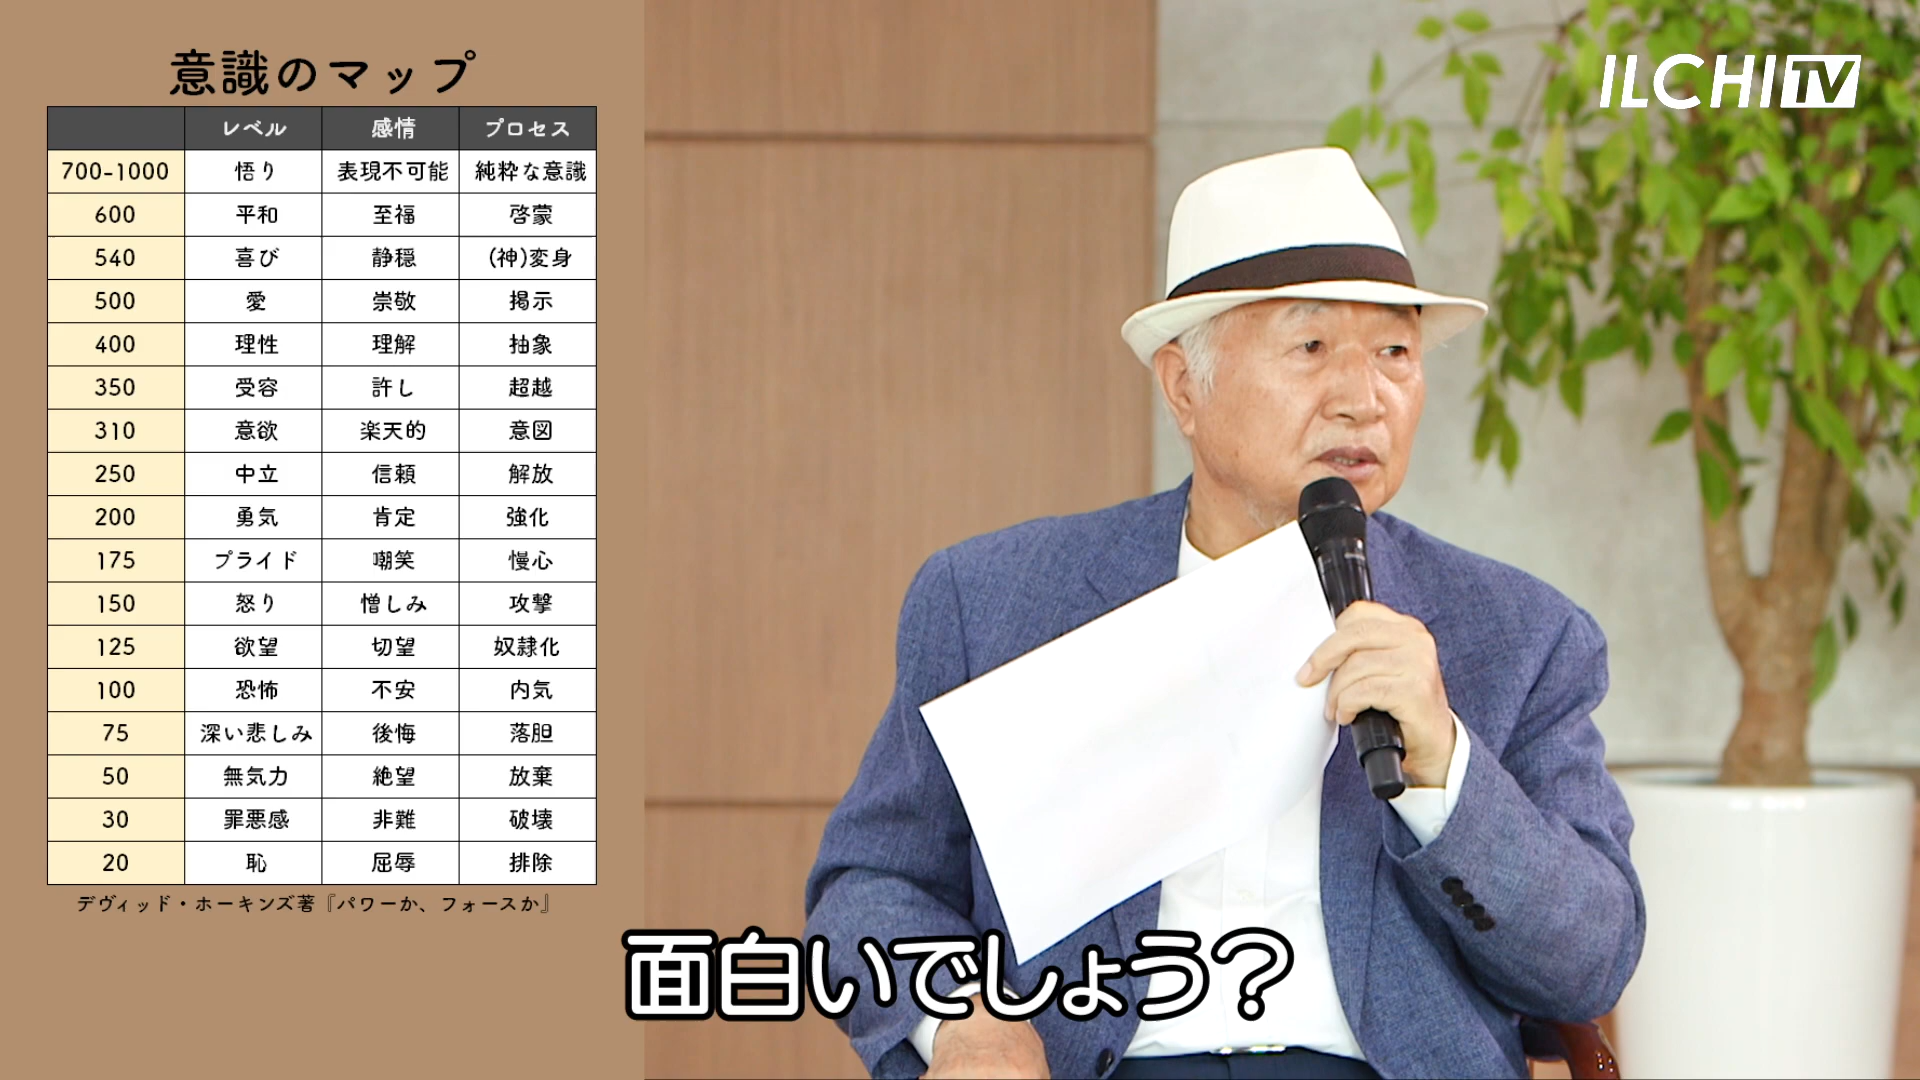 意識のマップ
レベル 感情 プロセス
700-1000 悟り 表現不可能 純粋な意識
600 平和 至福 啓蒙
540 喜び 静穏 (神)変身
500 愛 崇敬 掲示
400 理性 理解 抽象
350 受容 許し 超越
310 意欲 楽天的 意図
250 中立 信頼 解放
200 勇気 肯定 強化
175 プライド 嘲笑 慢心
150 怒り 憎しみ 攻撃
125 欲望 切望 奴隷化
100 恐怖 不安 内気
75 深い悲しみ 後悔 落胆
50 無気力 絶望 放棄
30 罪悪感 非難 破壊
20 恥 屈辱 排除
デヴィッド・ホーキンズ著『パワーか、フォースか』
ILCHI TV
面白いでしょう?